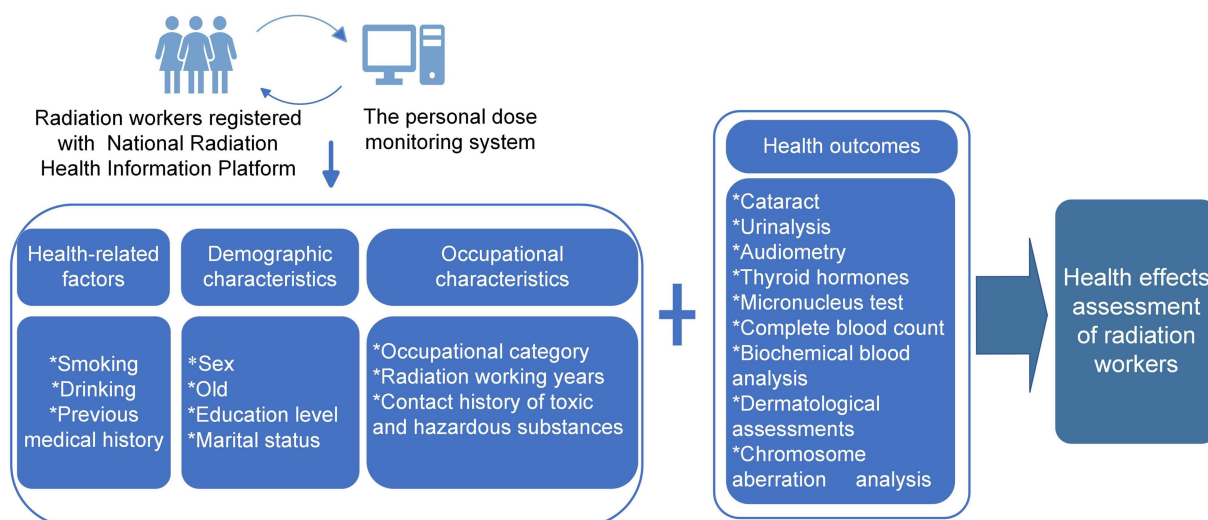 Radiation workers registered
with National Radiation
Health Information Platform
The personal dose
monitoring system
Health-related
factors
*Smoking
*Drinking
*Previous
medical history
Demographic
characteristics
*Sex
*Old
*Education level
*Marital status
Occupational
characteristics
*Occupational category
*Radiation working years
*Contact history of toxic
and hazardous substances
+
Health outcomes
*Cataract
*Urinalysis
*Audiometry
*Thyroid hormones
*Micronucleus test
*Complete blood count
*Biochemical blood
analysis
*Dermatological
assessments
*Chromosome
aberration analysis
Health effects
assessment
of radiation
workers